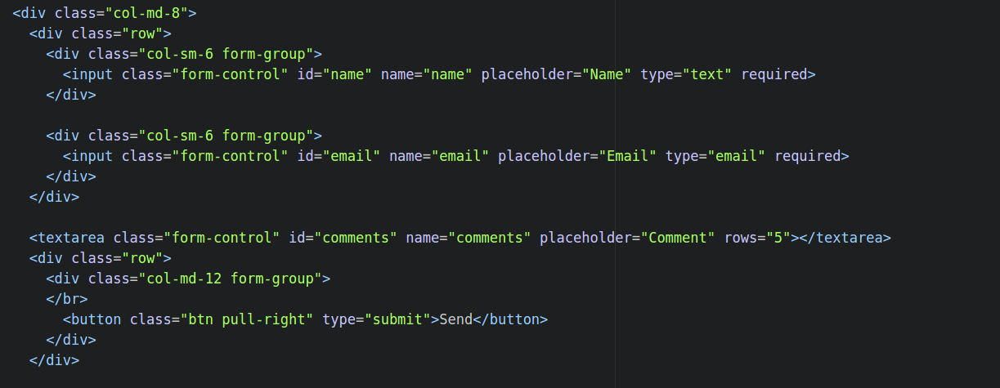 <div class="col-md-8">
  <div class="row">
    <div class="col-sm-6 form-group">
      <input class="form-control" id="name" name="name" placeholder="Name" type="text" required>
    </div>

    <div class="col-sm-6 form-group">
      <input class="form-control" id="email" name="email" placeholder="Email" type="email" required>
    </div>
  </div>

  <textarea class="form-control" id="comments" name="comments" placeholder="Comment" rows="5"></textarea>
  <div class="row">
    <div class="col-md-12 form-group">
    </br>
      <button class="btn pull-right" type="submit">Send</button>
    </div>
  </div>